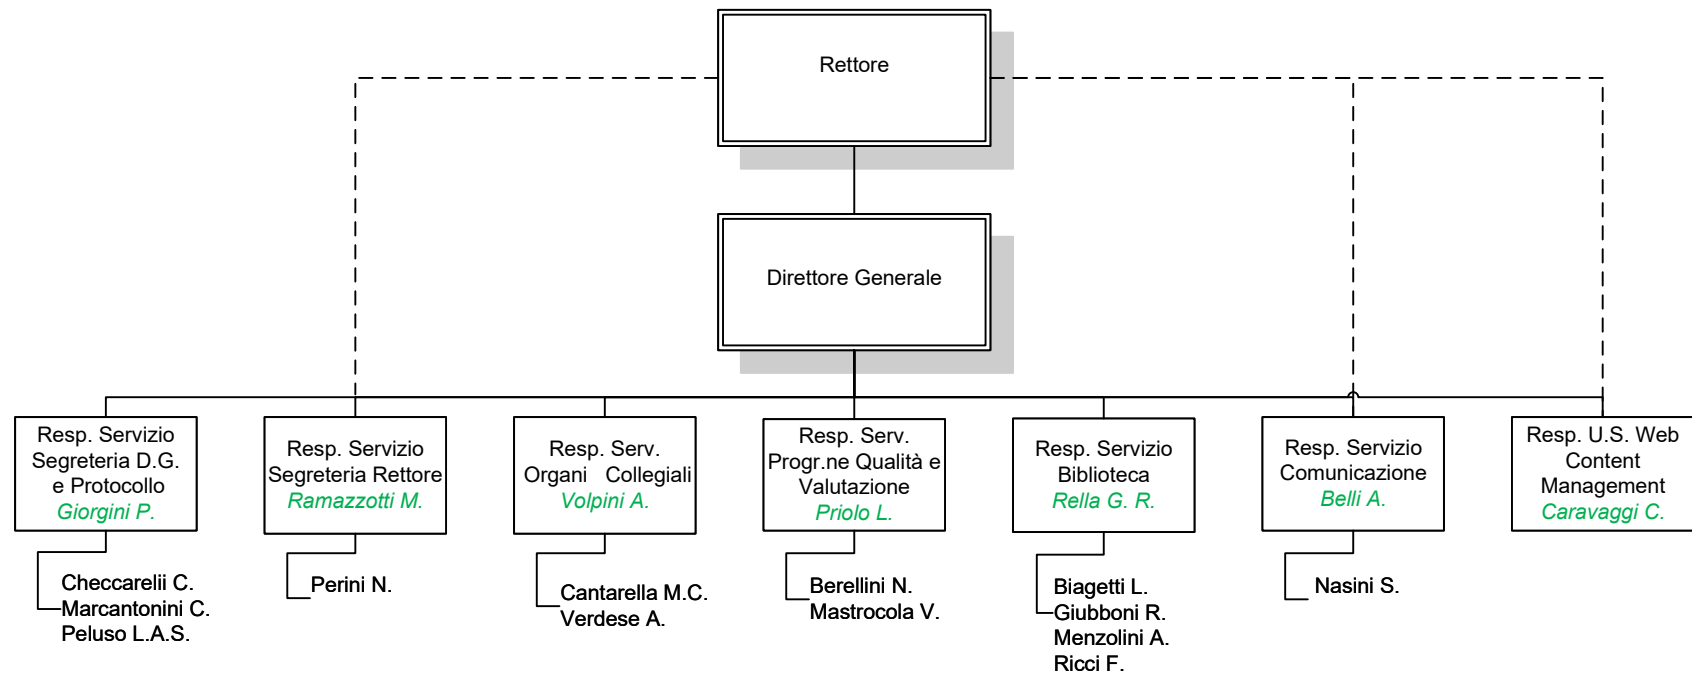 Rettore
Direttore Generale
Resp. Servizio
Segreteria D.G.
e Protocollo
Giorgini P.
Resp. Servizio
Segreteria Rettore
Ramazzotti M.
Resp. Serv.
Organi Collegiali
Volpini A.
Resp. Serv.
Progr.ne Qualità e
Valutazione
Priolo L.
Resp. Servizio
Biblioteca
Rella G. R.
Resp. Servizio
Comunicazione
Belli A.
Resp. U.S. Web
Content
Management
Caravaggi C.
Checcarelii C.
Marcantonini C.
Peluso L.A.S.
Perini N.
Cantarella M.C.
Verdese A.
Berellini N.
Mastrocola V.
Biagetti L.
Giubboni R.
Menzolini A.
Ricci F.
Nasini S.